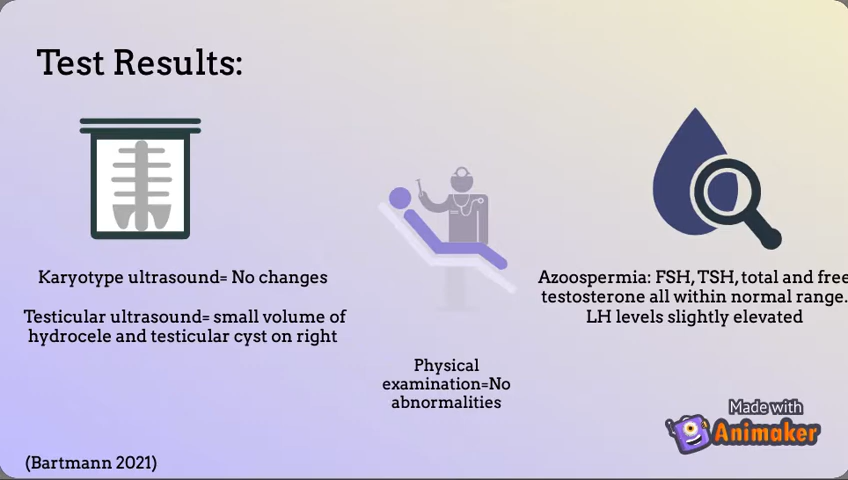 Test Results:
Karyotype ultrasound= No changes
Testicular ultrasound= small volume of
hydrocele and testicular cyst on right
Physical
examination=No
abnormalities
Azoospermia: FSH, TSH, total and free
testosterone all within normal range.
LH levels slightly elevated
Made with
Animaker
(Bartmann 2021)